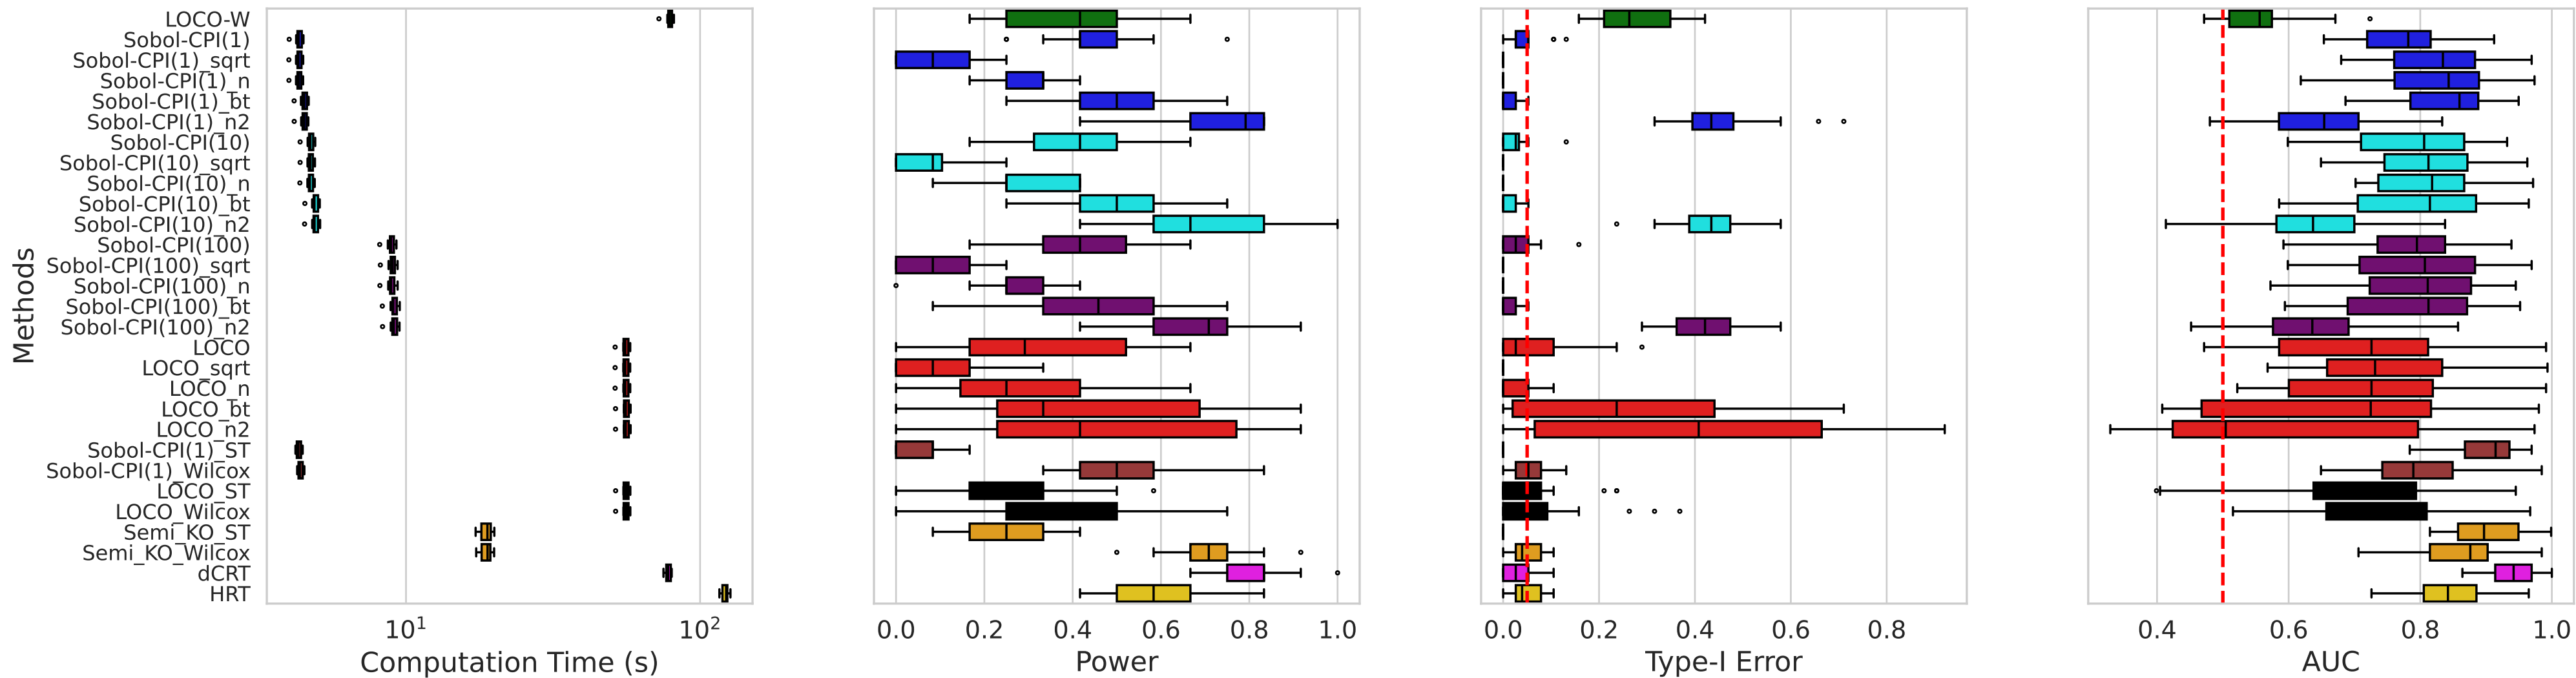 Methods
LOCO-W
Sobol-CPI(1)
Sobol-CPI(1)_sqrt
Sobol-CPI(1)_n
Sobol-CPI(1)_bt
Sobol-CPI(1)_n2
Sobol-CPI(10)
Sobol-CPI(10)_sqrt
Sobol-CPI(10)_n
Sobol-CPI(10)_bt
Sobol-CPI(10)_n2
Sobol-CPI(100)
Sobol-CPI(100)_sqrt
Sobol-CPI(100)_n
Sobol-CPI(100)_bt
Sobol-CPI(100)_n2
LOCO
LOCO_sqrt
LOCO_n
LOCO_bt
LOCO_n2
Sobol-CPI(1)_ST
Sobol-CPI(1)_Wilcox
LOCO_ST
LOCO_Wilcox
Semi_KO_ST
Semi_KO_Wilcox
dCRT
HRT
10¹ 10²
Computation Time (s)
0.0 0.2 0.4 0.6 0.8 1.0
Power
0.0 0.2 0.4 0.6 0.8
Type-I Error
0.4 0.6 0.8 1.0
AUC